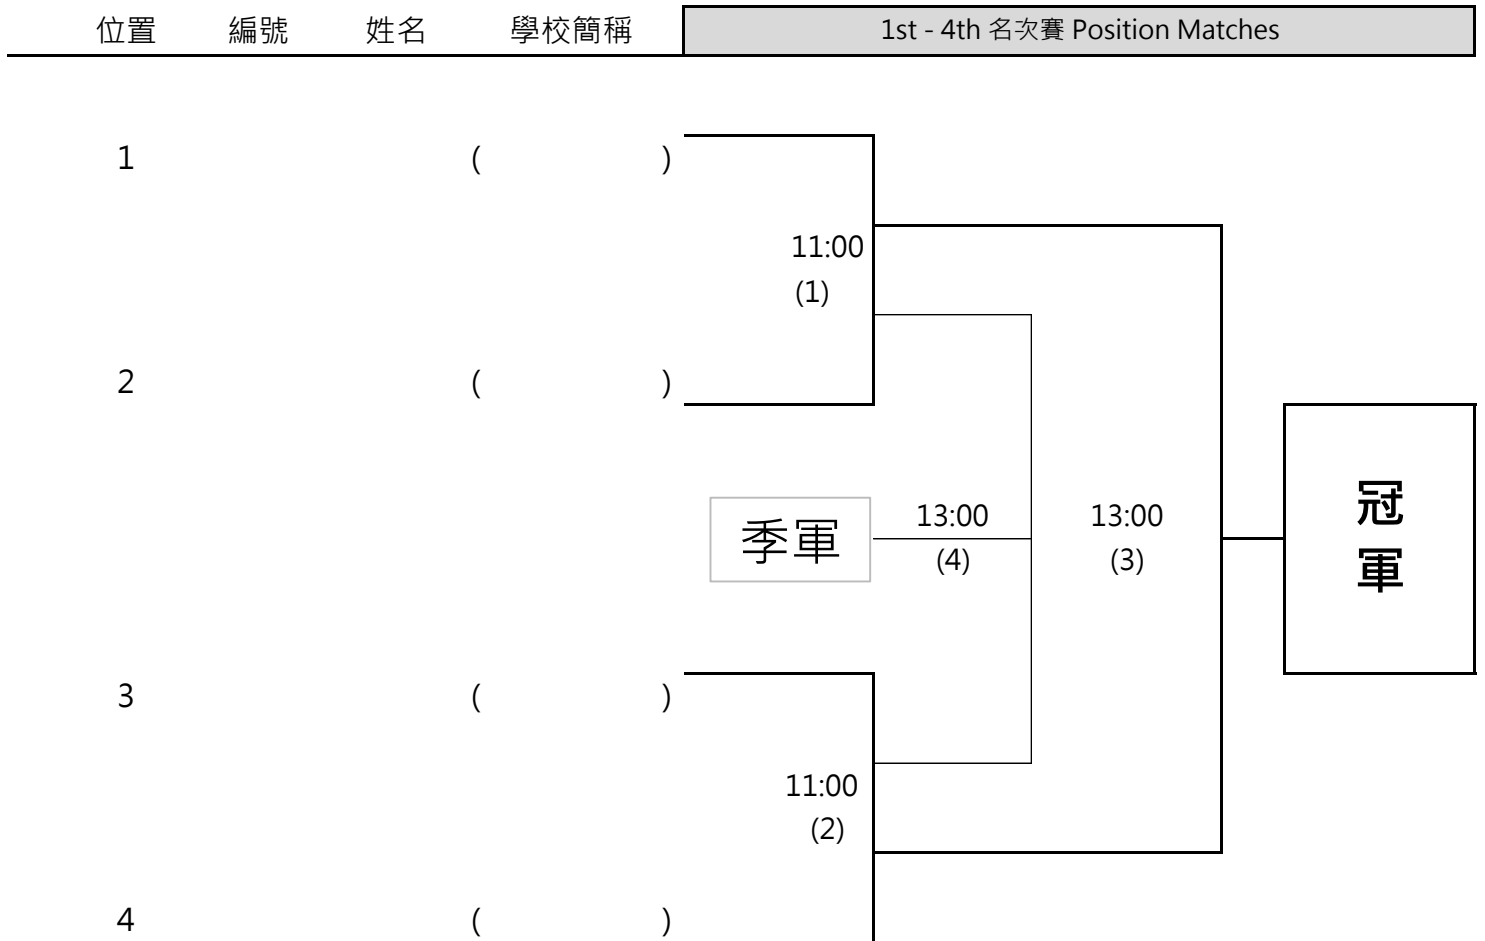 位置 編號 姓名 學校簡稱 1st - 4th 名次賽 Position Matches
1 ( )
11:00
(1)
2 ( )
季軍
13:00
(4)
13:00
(3)
冠
軍
3 ( )
11:00
(2)
4 ( )